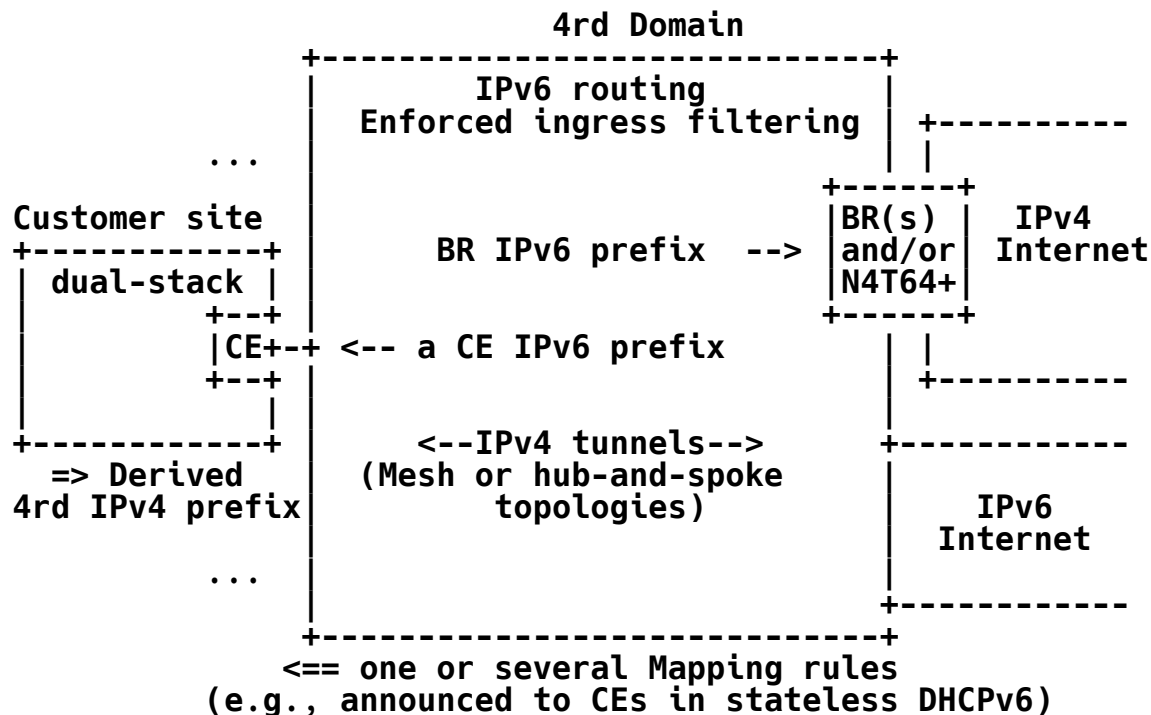 4rd Domain
IPv6 routing
Enforced ingress filtering
...
Customer site
BR(s) IPv4
BR IPv6 prefix --> and/or Internet
dual-stack N4T64+
CE <-- a CE IPv6 prefix
<--IPv4 tunnels-->
=> Derived (Mesh or hub-and-spoke
4rd IPv4 prefix topologies) IPv6
Internet
...
<== one or several Mapping rules
(e.g., announced to CEs in stateless DHCPv6)